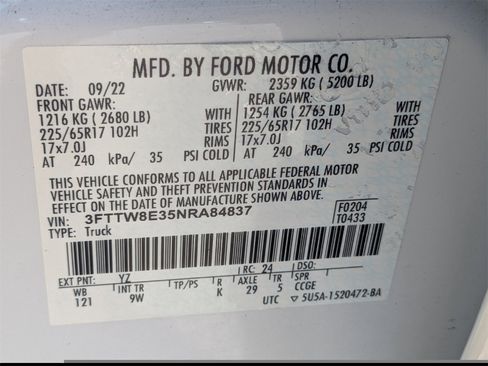 MFD. BY FORD MOTOR CO.
DATE: 09/22 GVWR: 2359 KG ( 5200 LB)
FRONT GAWR: REAR GAWR:
1216 KG ( 2680 LB) WITH 1254 KG ( 2765 LB) WITH
225/65R17 102H TIRES 225/65R17 102H TIRES
17x7.0J RIMS 17x7.0J RIMS
AT 240 kPa/ 35 PSI COLD AT 240 kPa/ 35 PSI COLD
THIS VEHICLE CONFORMS TO ALL APPLICABLE FEDERAL MOTOR
VEHICLE SAFETY AND THEFT PREVENTION STANDARDS IN
EFFECT ON THE DATE OF MANUFACTURE SHOWN ABOVE.
VIN: 3FTTW8E35NRA84837 F0204
TYPE: Truck T0433
EXT PNT: YZ RC: 24 DSO:
WB INT TR TP/PS R AXLE TR SPR
121 9W K 29 5 CCGE
UTC 5U5A-1520472-BA